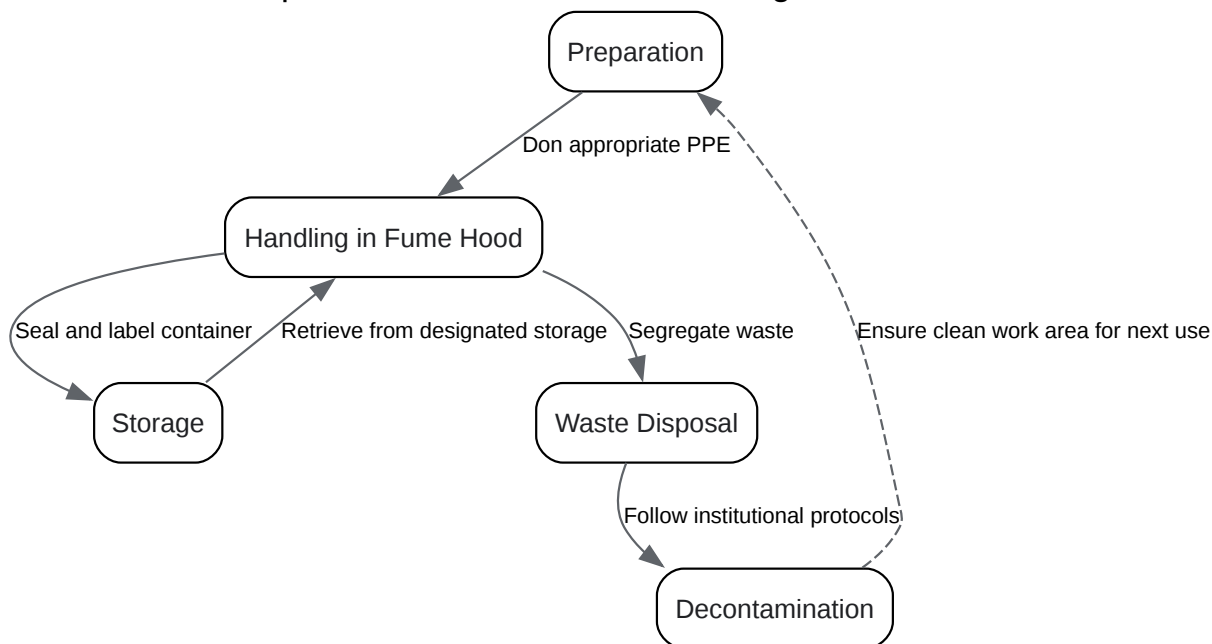 Preparation
Don appropriate PPE
Handling in Fume Hood
Seal and label container
Retrieve from designated storage
Segregate waste
Ensure clean work area for next use
Storage
Waste Disposal
Follow institutional protocols
Decontamination